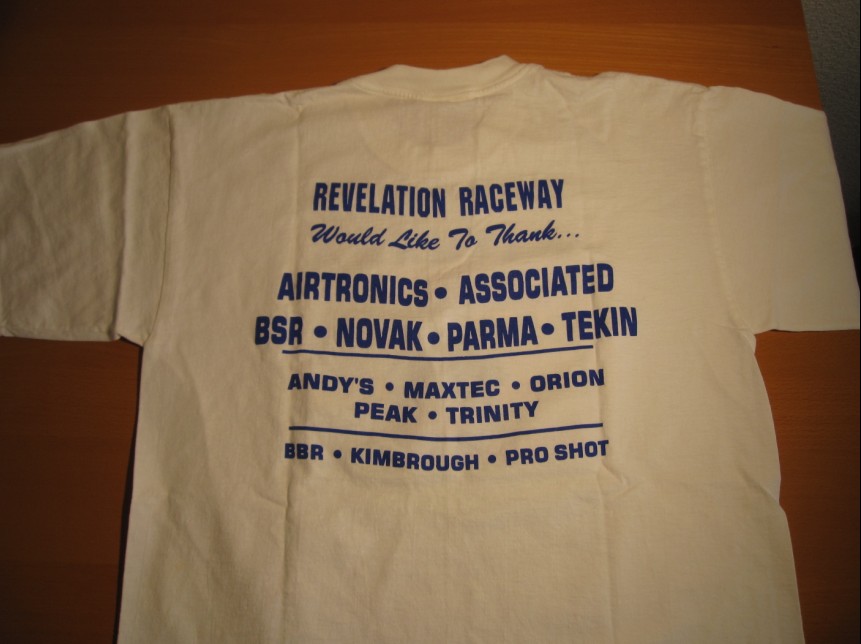 REVELATION RACEWAY
Would Like To Thank...
AIRTRONICS • ASSOCIATED
BSR • NOVAK • PARMA • TEKIN
ANDY'S • MAXTEC • ORION
PEAK • TRINITY
BBR • KIMBROUGH • PRO SHOT